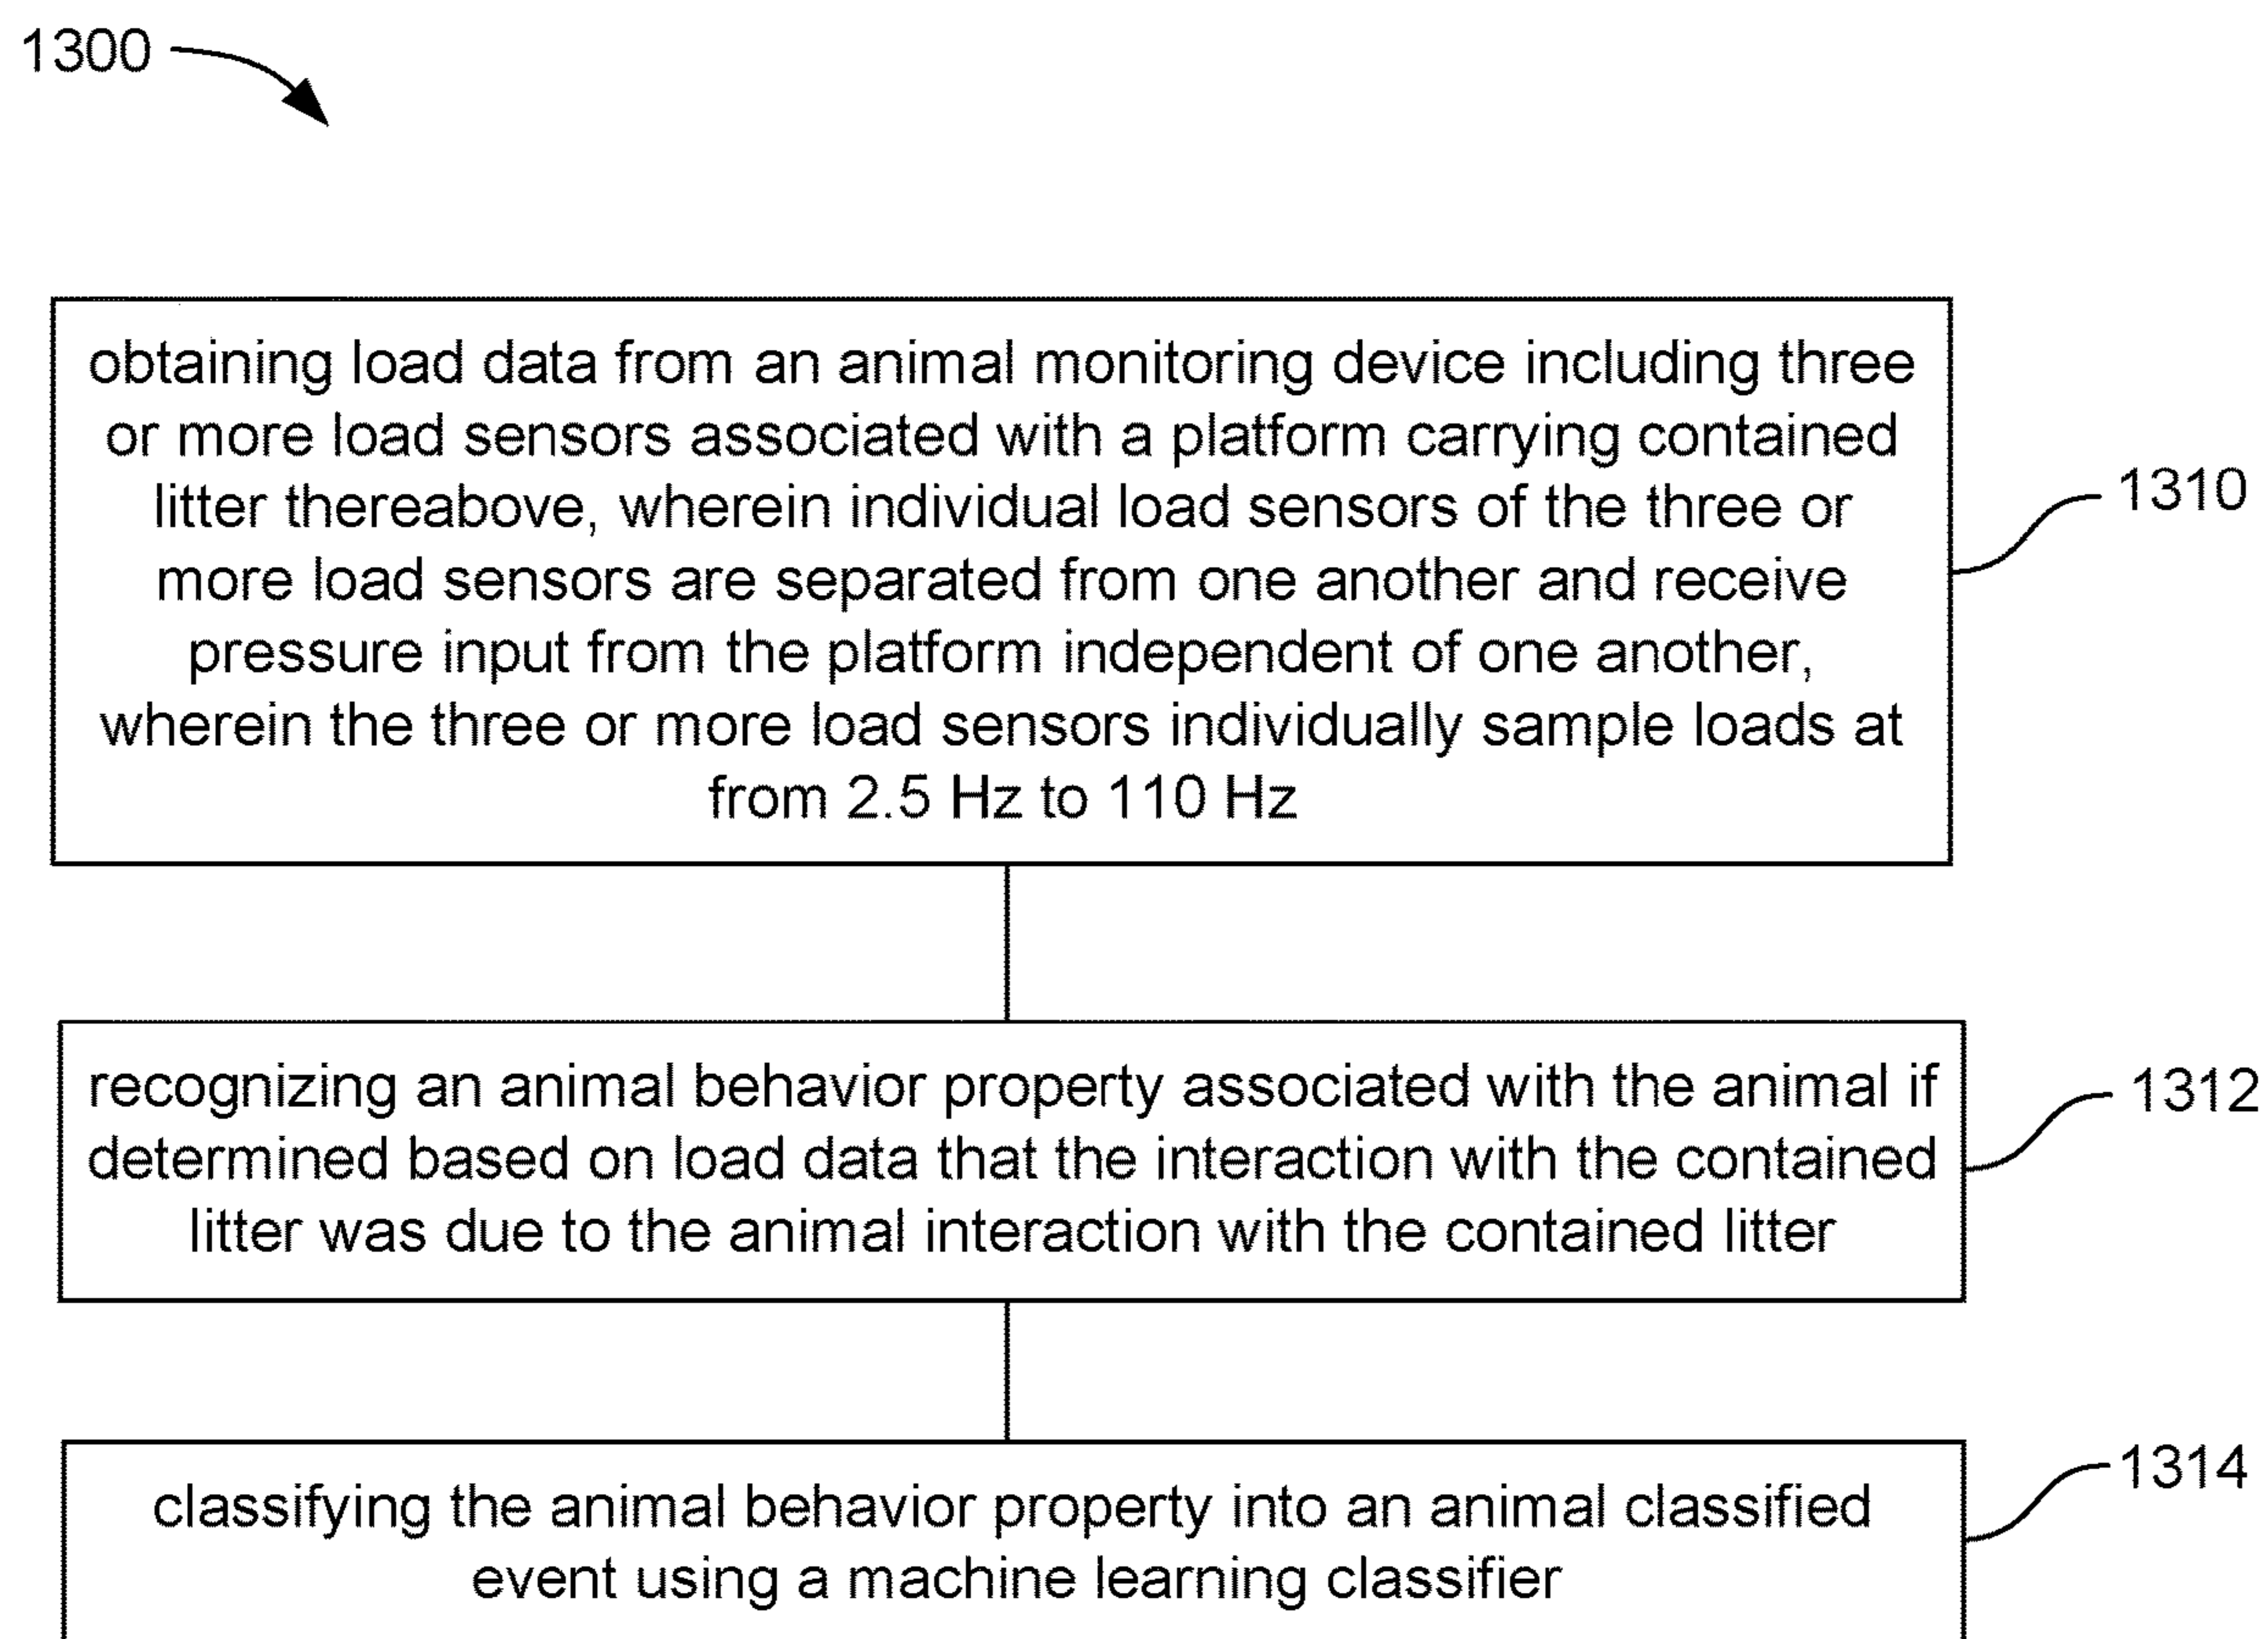 1300
obtaining load data from an animal monitoring device including three
or more load sensors associated with a platform carrying contained
litter thereabove, wherein individual load sensors of the three or
more load sensors are separated from one another and receive
pressure input from the platform independent of one another,
wherein the three or more load sensors individually sample loads at
from 2.5 Hz to 110 Hz
1310
recognizing an animal behavior property associated with the animal if
determined based on load data that the interaction with the contained
litter was due to the animal interaction with the contained litter
1312
classifying the animal behavior property into an animal classified
event using a machine learning classifier
1314